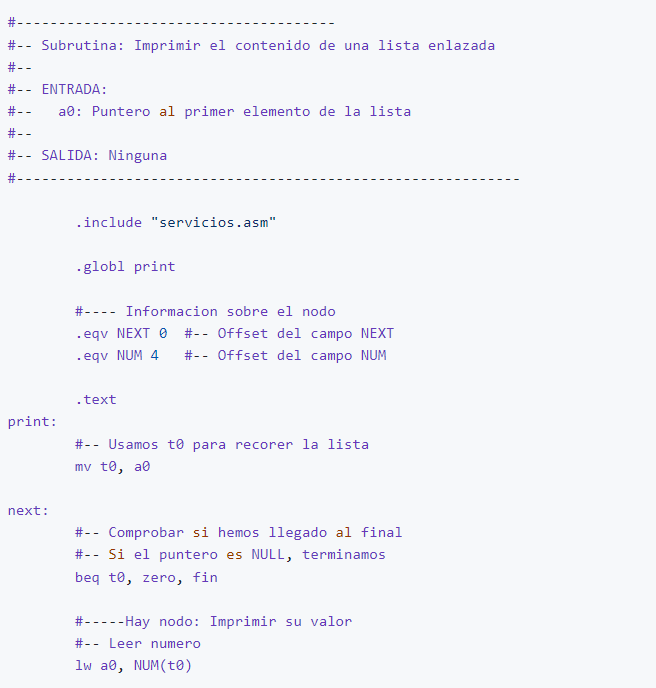 #--------------------------------------
#-- Subrutina: Imprimir el contenido de una lista enlazada
#--
#-- ENTRADA:
#--   a0: Puntero al primer elemento de la lista
#--
#-- SALIDA: Ninguna
#------------------------------------------------------------
.include "servicios.asm"
.globl print
#---- Informacion sobre el nodo
.eqv NEXT 0  #-- Offset del campo NEXT
.eqv NUM 4   #-- Offset del campo NUM
.text
print:
#-- Usamos t0 para recorer la lista
mv t0, a0
next:
#-- Comprobar si hemos llegado al final
#-- Si el puntero es NULL, terminamos
beq t0, zero, fin
#-----Hay nodo: Imprimir su valor
#-- Leer numero
lw a0, NUM(t0)